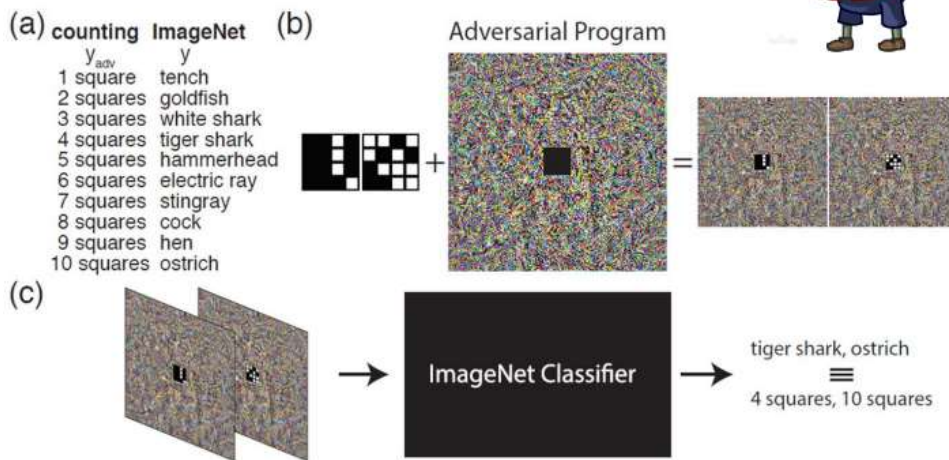 (a)
counting ImageNet
y_adv y
1 square tench
2 squares goldfish
3 squares white shark
4 squares tiger shark
5 squares hammerhead
6 squares electric ray
7 squares stingray
8 squares cock
9 squares hen
10 squares ostrich
(b)
Adversarial Program
+
=
(c)
ImageNet Classifier
tiger shark, ostrich
≡
4 squares, 10 squares